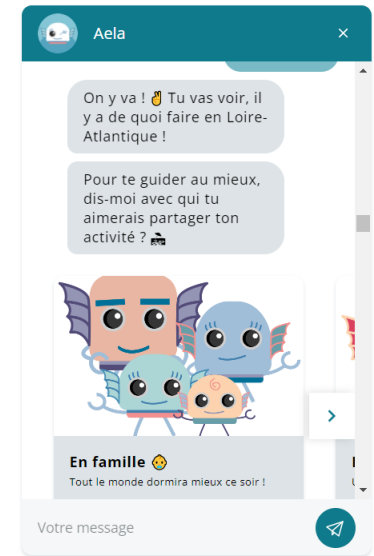 Aela
On y va ! ✌ Tu vas voir, il
y a de quoi faire en Loire-
Atlantique !
Pour te guider au mieux,
dis-moi avec qui tu
aimerais partager ton
activité ?
En famille 👶
Tout le monde dormira mieux ce soir !
Votre message